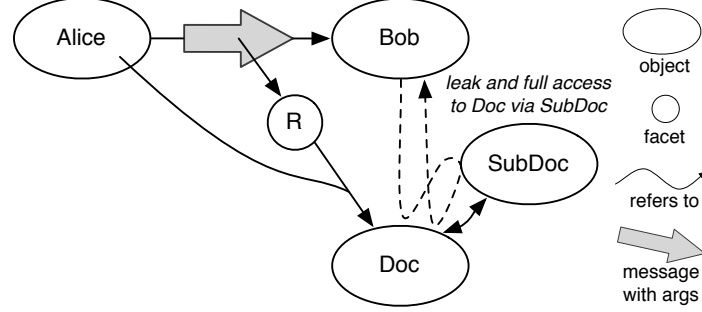 Alice
Bob
leak and full access
to Doc via SubDoc
R
SubDoc
Doc
object
facet
refers to
message
with args